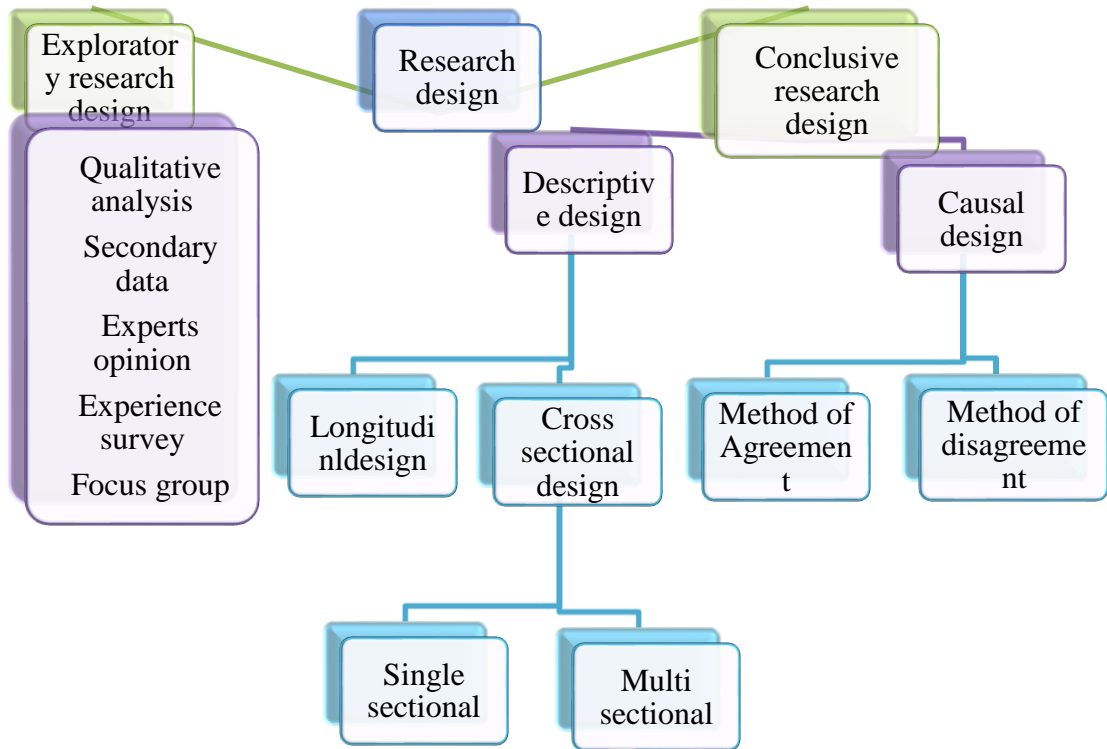 Explorator
y research
design
Research
design
Conclusive
research
design
Qualitative
analysis
Secondary
data
Experts
opinion
Experience
survey
Focus group
Descriptiv
e design
Causal
design
Longitudi
nldesign
Cross
sectional
design
Method of
Agreemen
t
Method of
disagreeme
nt
Single
sectional
Multi
sectional